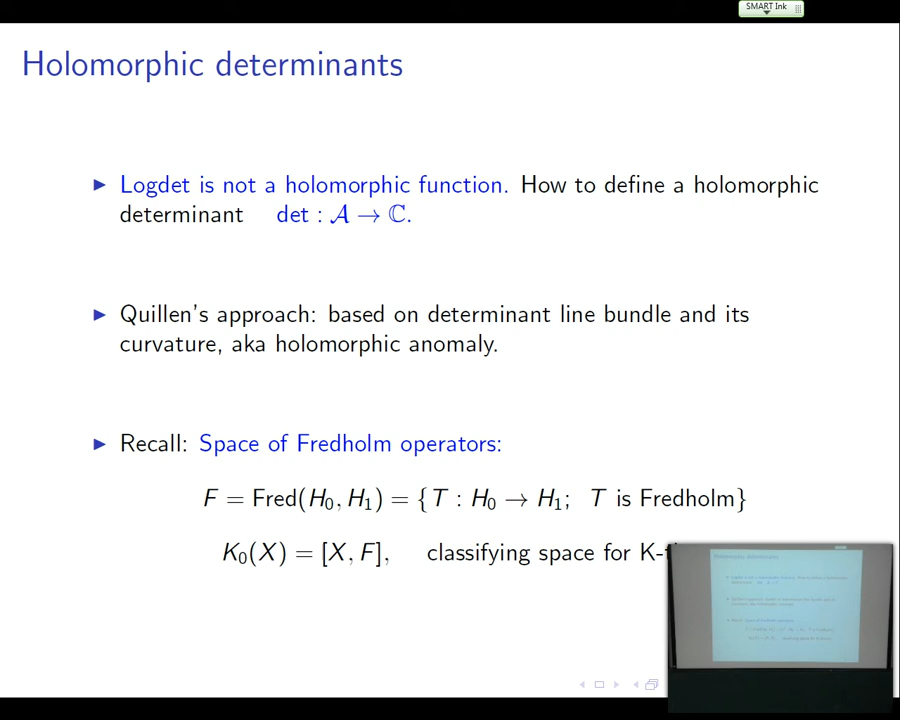 SMART Ink
Holomorphic determinants
► Logdet is not a holomorphic function. How to define a holomorphic
determinant det : 𝒜 → ℂ.
► Quillen's approach: based on determinant line bundle and its
curvature, aka holomorphic anomaly.
► Recall: Space of Fredholm operators:
F = Fred(H₀, H₁) = {T : H₀ → H₁; T is Fredholm}
K₀(X) = [X, F], classifying space for K-t